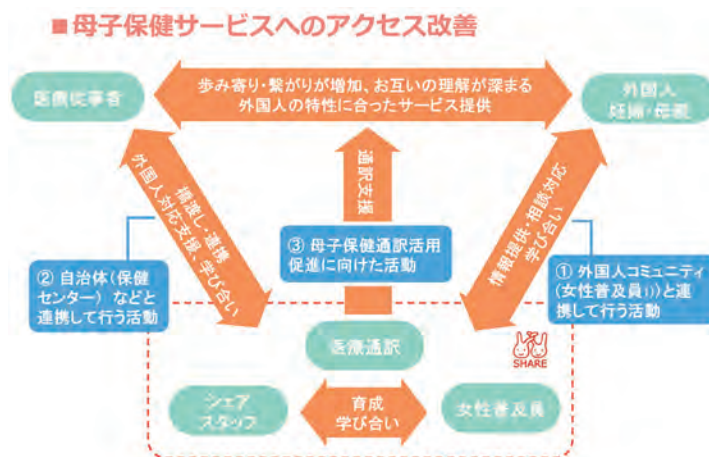 ■母子保健サービスへのアクセス改善
医療従事者
歩み寄り・繋がりが増加、お互いの理解が深まる
外国人の特性に合ったサービス提供
外国人
妊婦・母親
橋渡し・連携
外国人対応支援、学び合い
通訳支援
情報提供・相談対応
学び合い
② 自治体(保健
センター) などと
連携して行う活動
③ 母子保健通訳活用
促進に向けた活動
① 外国人コミュニティ
(女性普及員1))と連
携して行う活動
医療通訳
SHARE
シェア
スタッフ
育成
学び合い
女性普及員